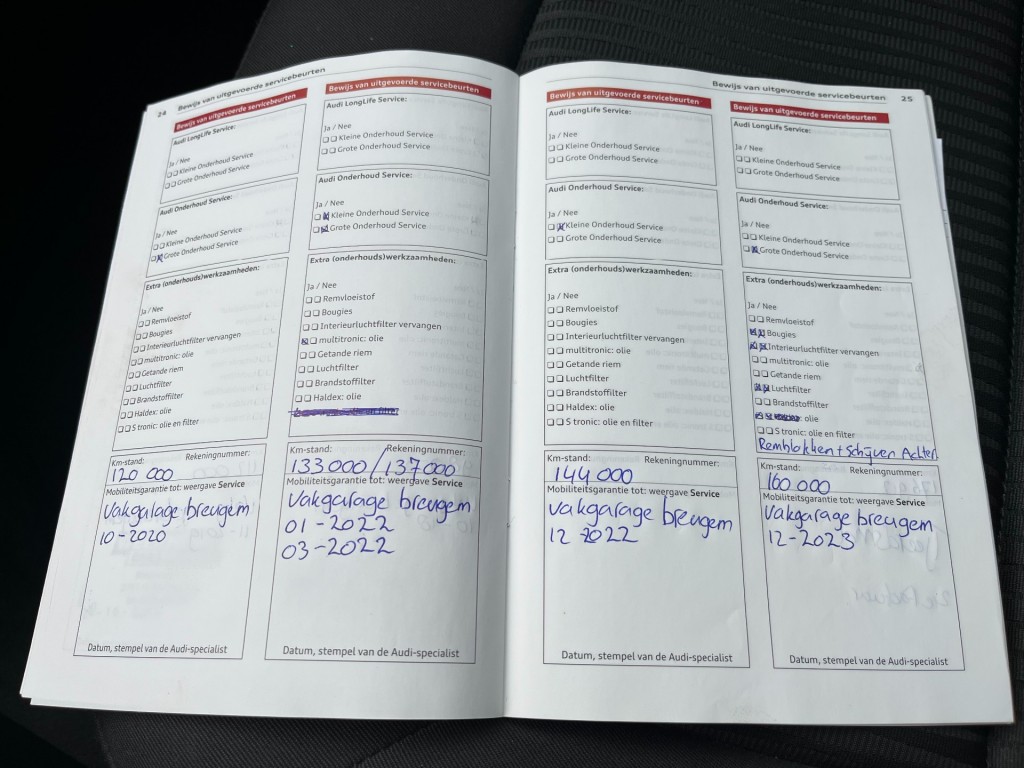 24 Bewijs van uitgevoerde servicebeurten
Bewijs van uitgevoerde servicebeurten
Audi LongLife Service:
Ja / Nee
Kleine Onderhoud Service
Grote Onderhoud Service
Audi Onderhoud Service:
Ja / Nee
Kleine Onderhoud Service
Grote Onderhoud Service
Extra (onderhouds)werkzaamheden:
Ja / Nee
Remvloeistof
Bougies
Interieurluchtfilter vervangen
multitronic: olie
Getande riem
Luchtfilter
Brandstoffilter
Haldex: olie
S tronic: olie en filter
Km-stand: Rekeningnummer:
120 000
Mobiliteitsgarantie tot: weergave Service
Vakgalage breugem
10-2020
Datum, stempel van de Audi-specialist
Bewijs van uitgevoerde servicebeurten
Audi LongLife Service:
Ja / Nee
Kleine Onderhoud Service
Grote Onderhoud Service
Audi Onderhoud Service:
Ja / Nee
Kleine Onderhoud Service
Grote Onderhoud Service
Extra (onderhouds)werkzaamheden:
Ja / Nee
Remvloeistof
Bougies
Interieurluchtfilter vervangen
multitronic: olie
Getande riem
Luchtfilter
Brandstoffilter
Haldex: olie
Km-stand: Rekeningnummer:
133000/137000
Mobiliteitsgarantie tot: weergave Service
Vakgarage breugem
01-2022
03-2022
Datum, stempel van de Audi-specialist
Bewijs van uitgevoerde servicebeurten 25
Bewijs van uitgevoerde servicebeurten
Audi LongLife Service:
Ja / Nee
Kleine Onderhoud Service
Grote Onderhoud Service
Audi Onderhoud Service:
Ja / Nee
Kleine Onderhoud Service
Grote Onderhoud Service
Extra (onderhouds)werkzaamheden:
Ja / Nee
Remvloeistof
Bougies
Interieurluchtfilter vervangen
multitronic: olie
Getande riem
Luchtfilter
Brandstoffilter
Haldex: olie
S tronic: olie en filter
Km-stand: Rekeningnummer:
144 000
Mobiliteitsgarantie tot: weergave Service
Vakgarage breugem
12 2022
Datum, stempel van de Audi-specialist
Bewijs van uitgevoerde servicebeurten
Audi LongLife Service:
Ja / Nee
Kleine Onderhoud Service
Grote Onderhoud Service
Audi Onderhoud Service:
Ja / Nee
Kleine Onderhoud Service
Grote Onderhoud Service
Extra (onderhouds)werkzaamheden:
Ja / Nee
Remvloeistof
Bougies
Interieurluchtfilter vervangen
multitronic: olie
Getande riem
Luchtfilter
Brandstoffilter
: olie
S tronic: olie en filter
Remblokken + Schijven Achter
Km-stand: Rekeningnummer:
160 000
Mobiliteitsgarantie tot: weergave Service
Vakgarage breugem
12-2023
Datum, stempel van de Audi-specialist